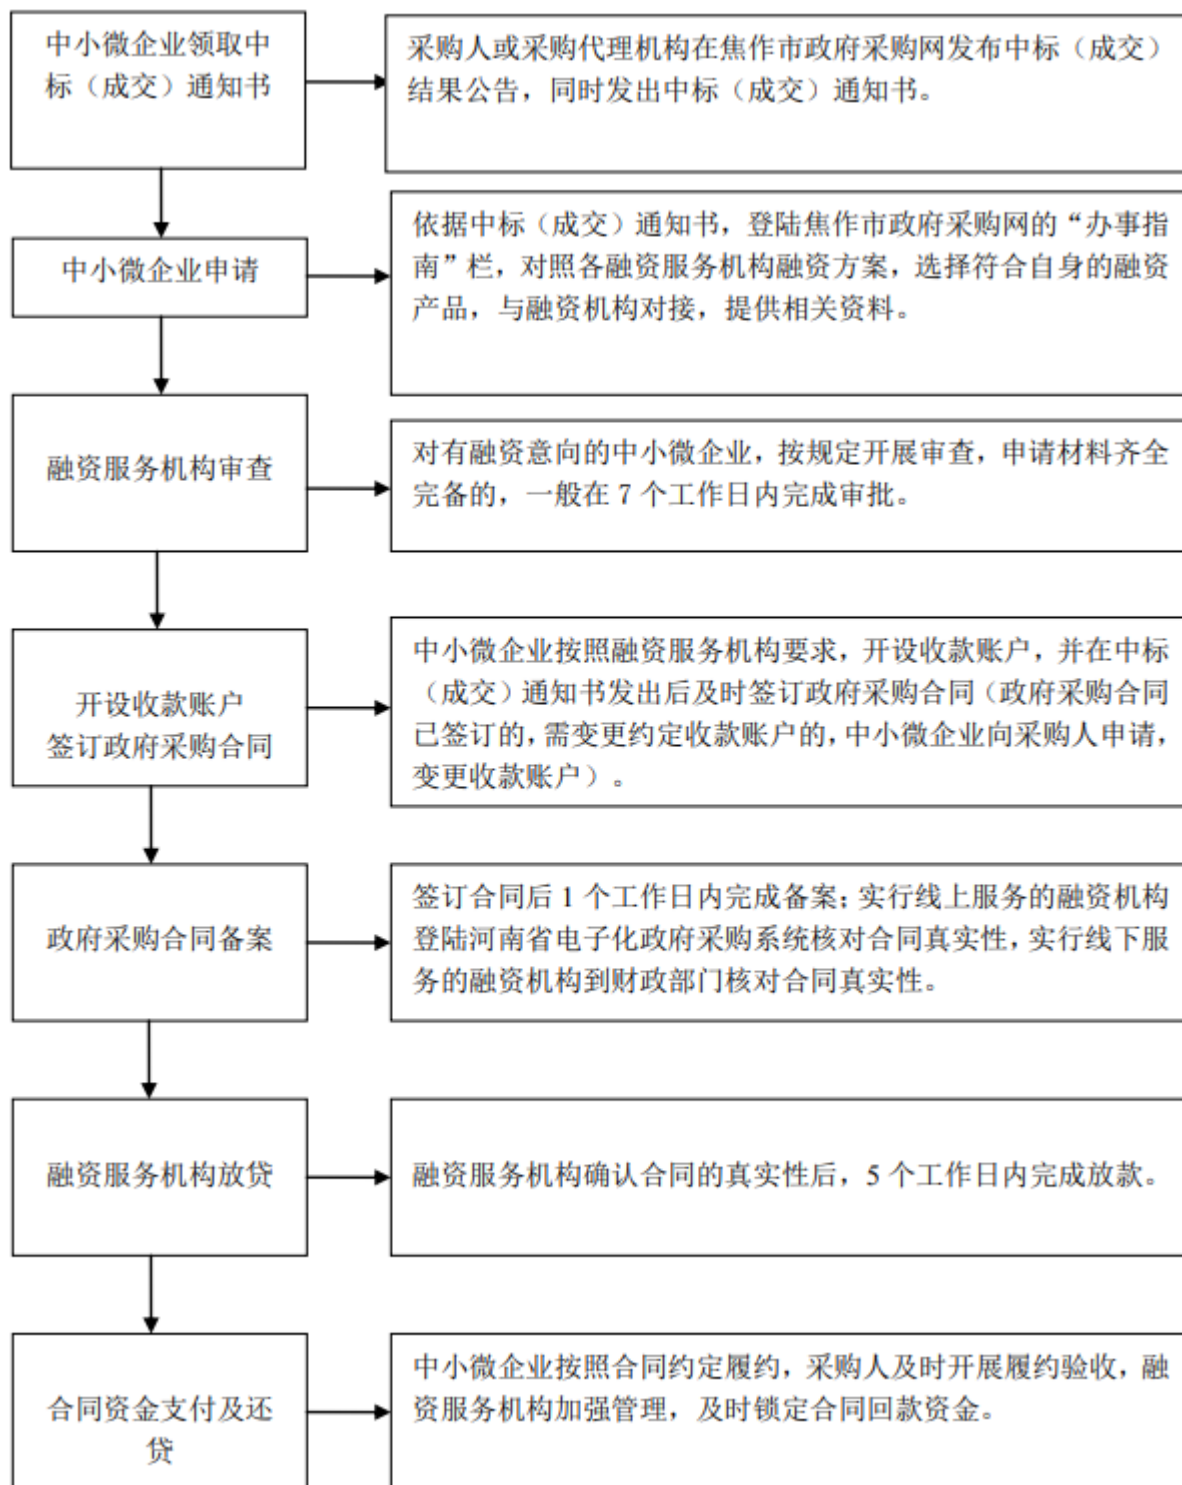 中小微企业领取中
标（成交）通知书
采购人或采购代理机构在焦作市政府采购网发布中标（成交）
结果公告，同时发出中标（成交）通知书。
中小微企业申请
依据中标（成交）通知书，登陆焦作市政府采购网的“办事指
南”栏，对照各融资服务机构融资方案，选择符合自身的融资
产品，与融资机构对接，提供相关资料。
融资服务机构审查
对有融资意向的中小微企业，按规定开展审查，申请材料齐全
完备的，一般在 7 个工作日内完成审批。
开设收款账户
签订政府采购合同
中小微企业按照融资服务机构要求，开设收款账户，并在中标
（成交）通知书发出后及时签订政府采购合同（政府采购合同
已签订的，需变更约定收款账户的，中小微企业向采购人申请，
变更收款账户）。
政府采购合同备案
签订合同后 1 个工作日内完成备案；实行线上服务的融资机构
登陆河南省电子化政府采购系统核对合同真实性，实行线下服
务的融资机构到财政部门核对合同真实性。
融资服务机构放贷
融资服务机构确认合同的真实性后，5 个工作日内完成放款。
合同资金支付及还
贷
中小微企业按照合同约定履约，采购人及时开展履约验收，融
资服务机构加强管理，及时锁定合同回款资金。